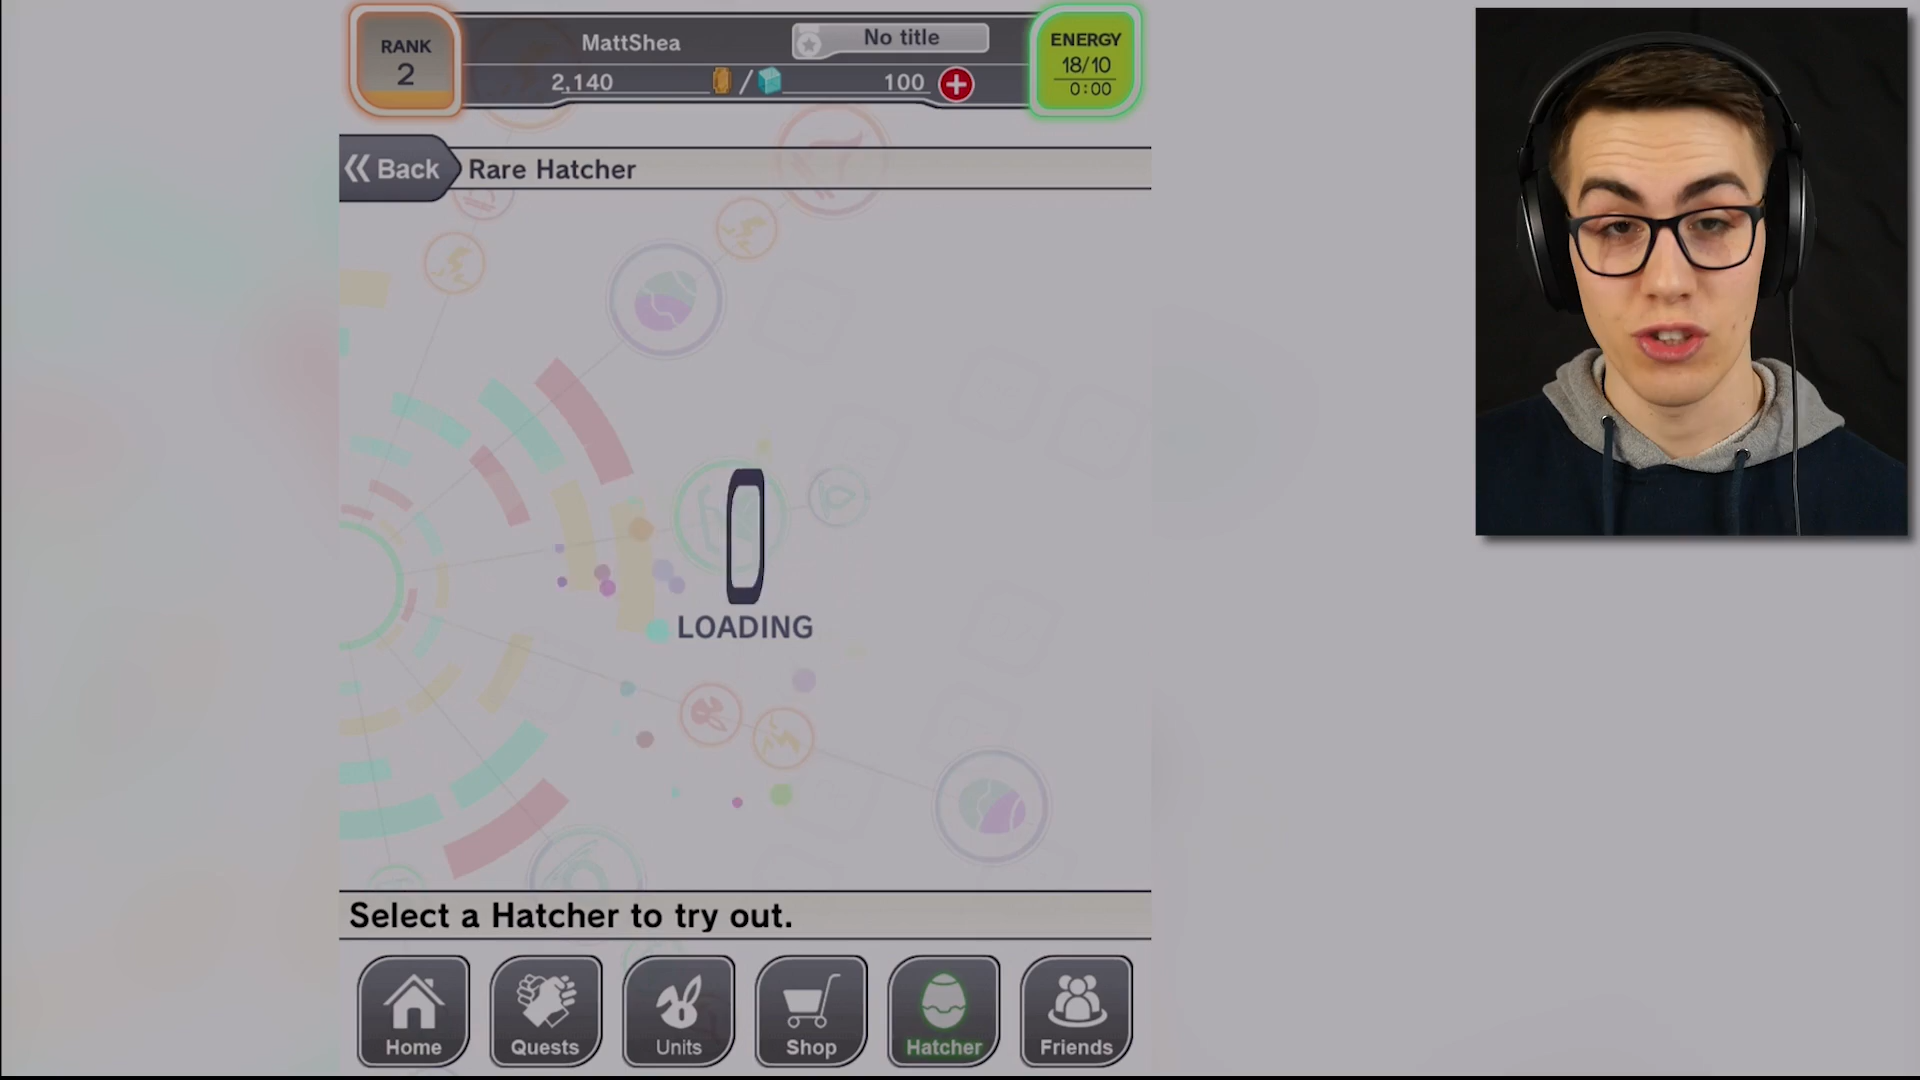 RANK
2
MattShea
No title
2,140 / 100
ENERGY
18/10
0:00
Back
Rare Hatcher
LOADING
Select a Hatcher to try out.
Home
Quests
Units
Shop
Hatcher
Friends